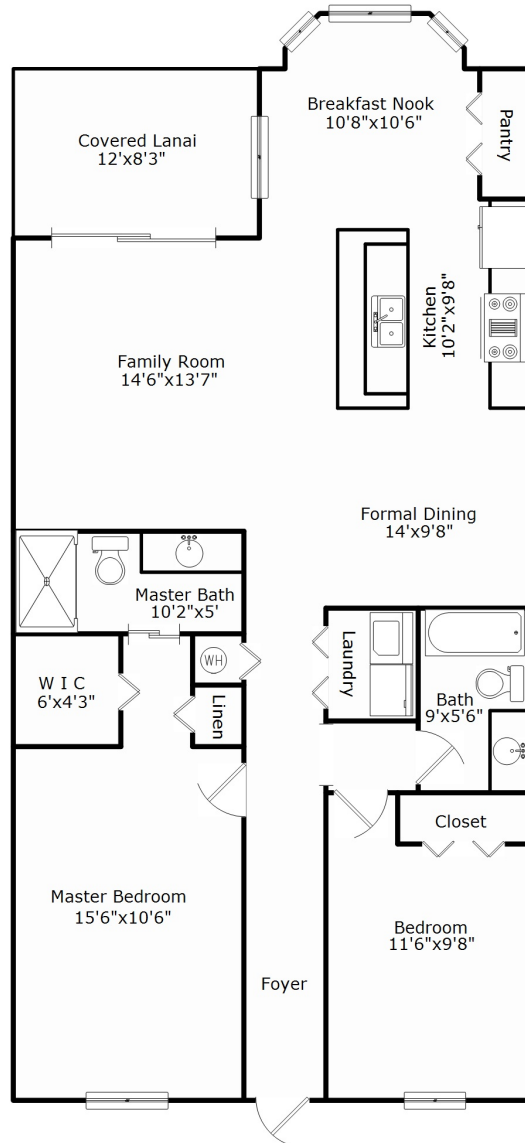 Breakfast Nook
10'8"x10'6"
Pantry
Covered Lanai
12'x8'3"
Kitchen
10'2"x9'8"
Family Room
14'6"x13'7"
Formal Dining
14'x9'8"
Master Bath
10'2"x5'
WH
Laundry
W I C
6'x4'3"
Linen
Bath
9'x5'6"
Closet
Master Bedroom
15'6"x10'6"
Bedroom
11'6"x9'8"
Foyer